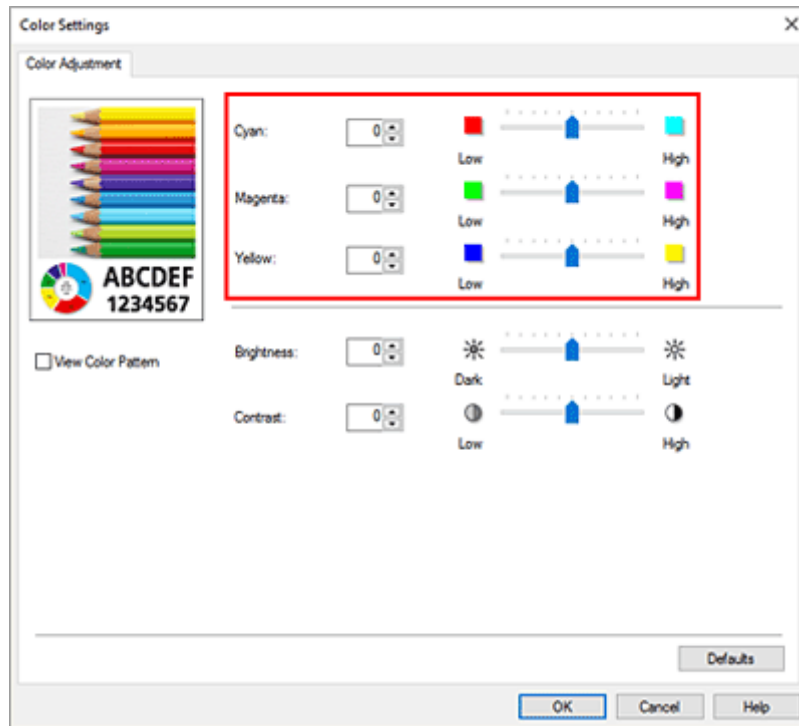 Color Settings
Color Adjustment
Cyan: 0
Low High
Magenta: 0
Low High
Yellow: 0
Low High
ABCDEF
1234567
View Color Pattern
Brightness: 0
Dark Light
Contrast: 0
Low High
Defaults
OK Cancel Help